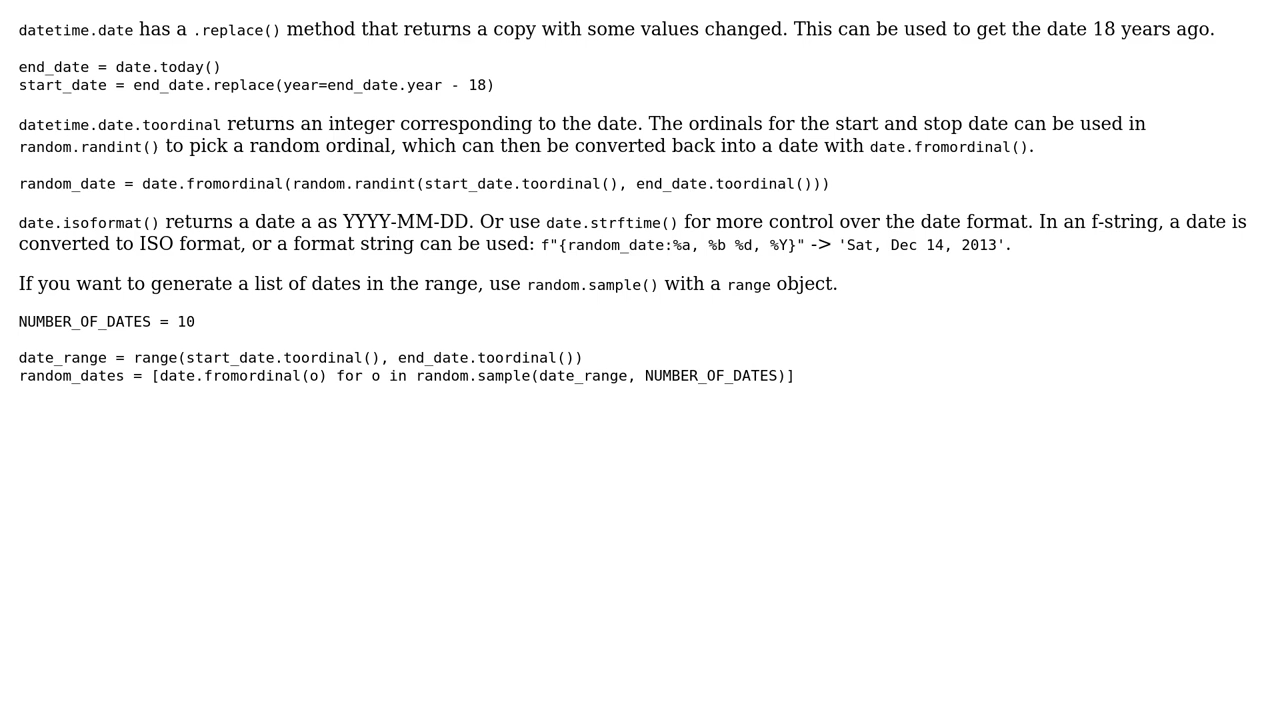 datetime.date has a .replace() method that returns a copy with some values changed. This can be used to get the date 18 years ago.
end_date = date.today()
start_date = end_date.replace(year=end_date.year - 18)
datetime.date.toordinal returns an integer corresponding to the date. The ordinals for the start and stop date can be used in
random.randint() to pick a random ordinal, which can then be converted back into a date with date.fromordinal().
random_date = date.fromordinal(random.randint(start_date.toordinal(), end_date.toordinal()))
date.isoformat() returns a date a as YYYY-MM-DD. Or use date.strftime() for more control over the date format. In an f-string, a date is
converted to ISO format, or a format string can be used: f"{random_date:%a, %b %d, %Y}" -> 'Sat, Dec 14, 2013'.
If you want to generate a list of dates in the range, use random.sample() with a range object.
NUMBER_OF_DATES = 10
date_range = range(start_date.toordinal(), end_date.toordinal())
random_dates = [date.fromordinal(o) for o in random.sample(date_range, NUMBER_OF_DATES)]